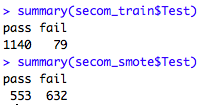 > summary(secom_train$Test)
pass fail
1140 79
> summary(secom_smote$Test)
pass fail
553 632